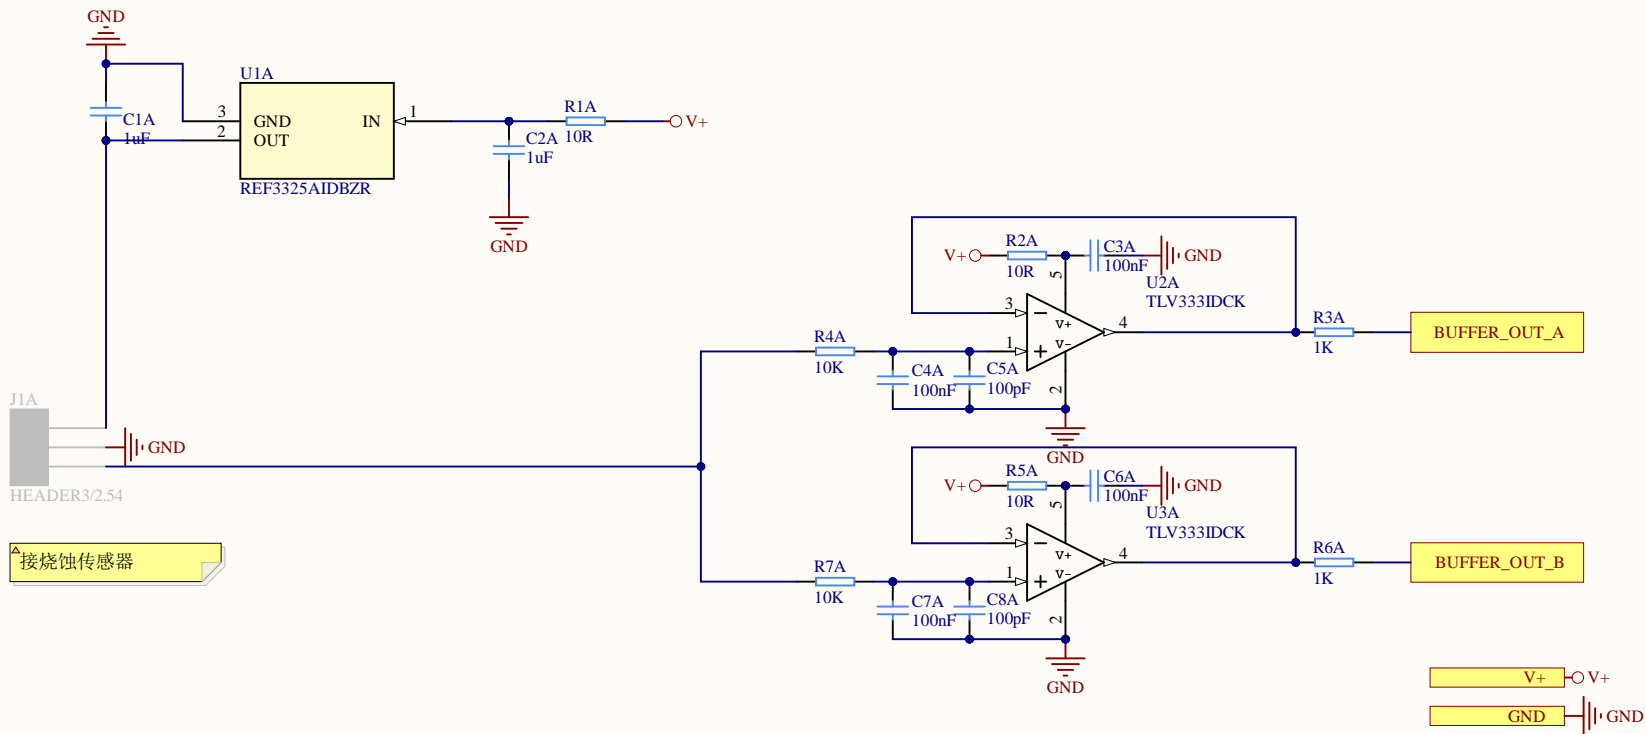 GND
U1A
3
GND
IN
1
2
OUT
C1A
1uF
REF3325AIDBZR
R1A
10R
V+
C2A
1uF
GND
V+
R2A
10R
C3A
100nF
GND
5
U2A
TLV333IDCK
3
V+
V-
4
1
2
R3A
1K
BUFFER_OUT_A
R4A
10K
C4A
100nF
C5A
100pF
GND
J1A
GND
HEADER3/2.54
接烧蚀传感器
V+
R5A
10R
C6A
100nF
GND
5
U3A
TLV333IDCK
3
V+
V-
4
1
2
R6A
1K
BUFFER_OUT_B
R7A
10K
C7A
100nF
C8A
100pF
GND
V+ V+
GND GND